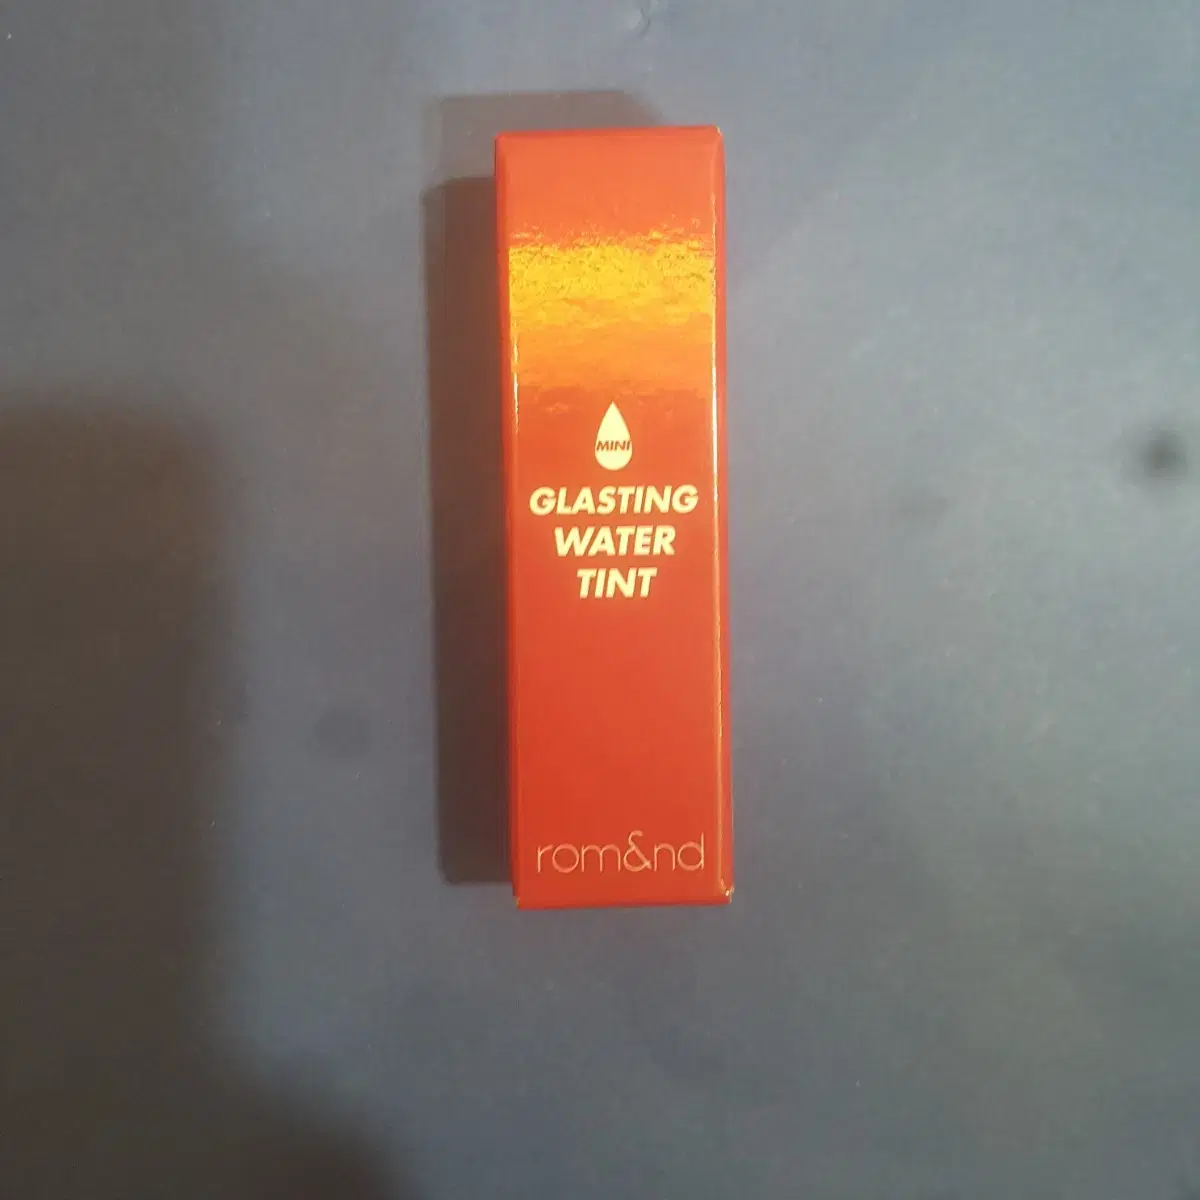 MINI
GLASTING
WATER
TINT
rom&nd